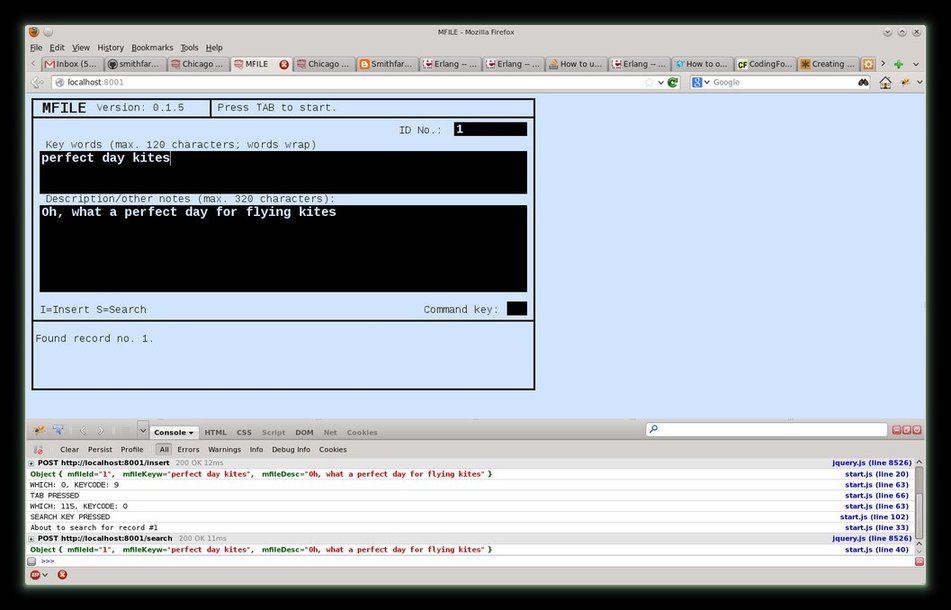 MFILE - Mozilla Firefox
File Edit View History Bookmarks Tools Help
Inbox (5... smithfar... Chicago ... MFILE Chicago ... Smithfar... Erlang -- ... Erlang -- ... How to u... Erlang -- ... How to o... CodingFo... Creating ...
localhost:8001 Google
MFILE Version: 0.1.5 Press TAB to start.
ID No.: 1
Key words (max. 120 characters; words wrap)
perfect day kites
Description/other notes (max. 320 characters):
Oh, what a perfect day for flying kites
I=Insert S=Search Command key:
Found record no. 1.
Console HTML CSS Script DOM Net Cookies
Clear Persist Profile All Errors Warnings Info Debug Info Cookies
POST http://localhost:8001/insert 200 OK 12ms jquery.js (line 8526)
Object { mfileId="1", mfileKeyw="perfect day kites", mfileDesc="Oh, what a perfect day for flying kites" } start.js (line 20)
WHICH: 0, KEYCODE: 9 start.js (line 63)
TAB PRESSED start.js (line 66)
WHICH: 115, KEYCODE: 0 start.js (line 63)
SEARCH KEY PRESSED start.js (line 102)
About to search for record #1 start.js (line 33)
POST http://localhost:8001/search 200 OK 11ms jquery.js (line 8526)
Object { mfileId="1", mfileKeyw="perfect day kites", mfileDesc="Oh, what a perfect day for flying kites" } start.js (line 40)
>>>